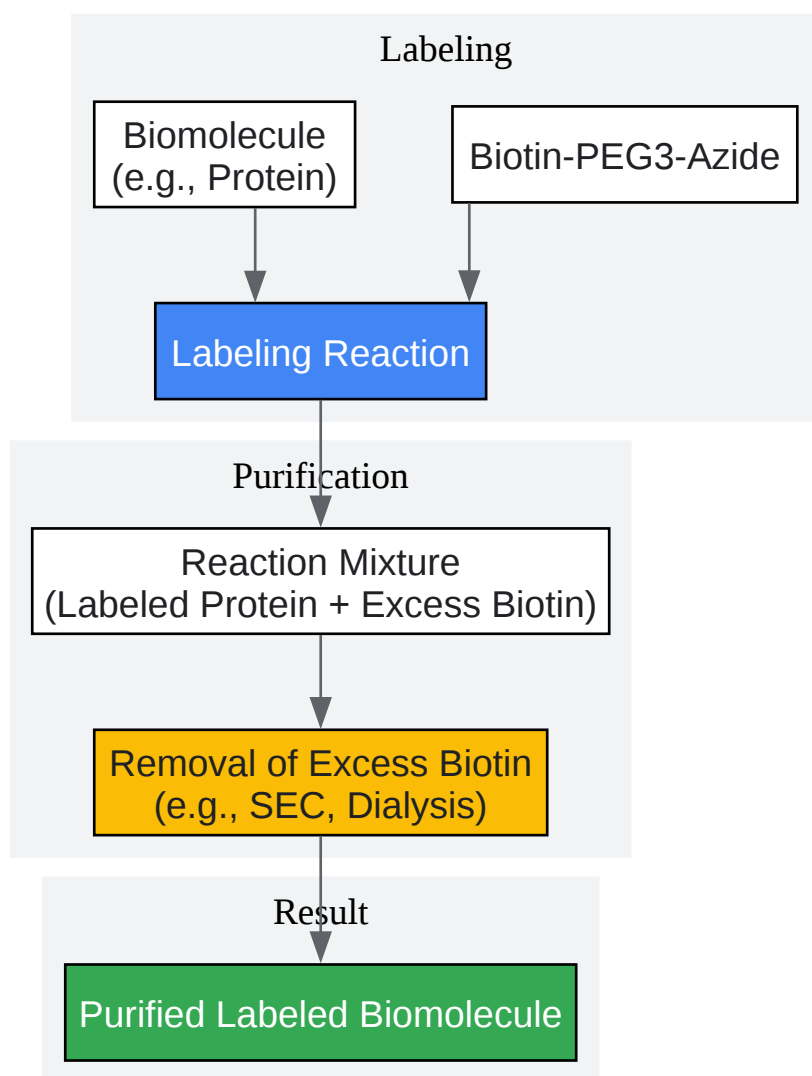 Labeling
Biomolecule
(e.g., Protein)
Biotin-PEG3-Azide
Labeling Reaction
Purification
Reaction Mixture
(Labeled Protein + Excess Biotin)
Removal of Excess Biotin
(e.g., SEC, Dialysis)
Result
Purified Labeled Biomolecule